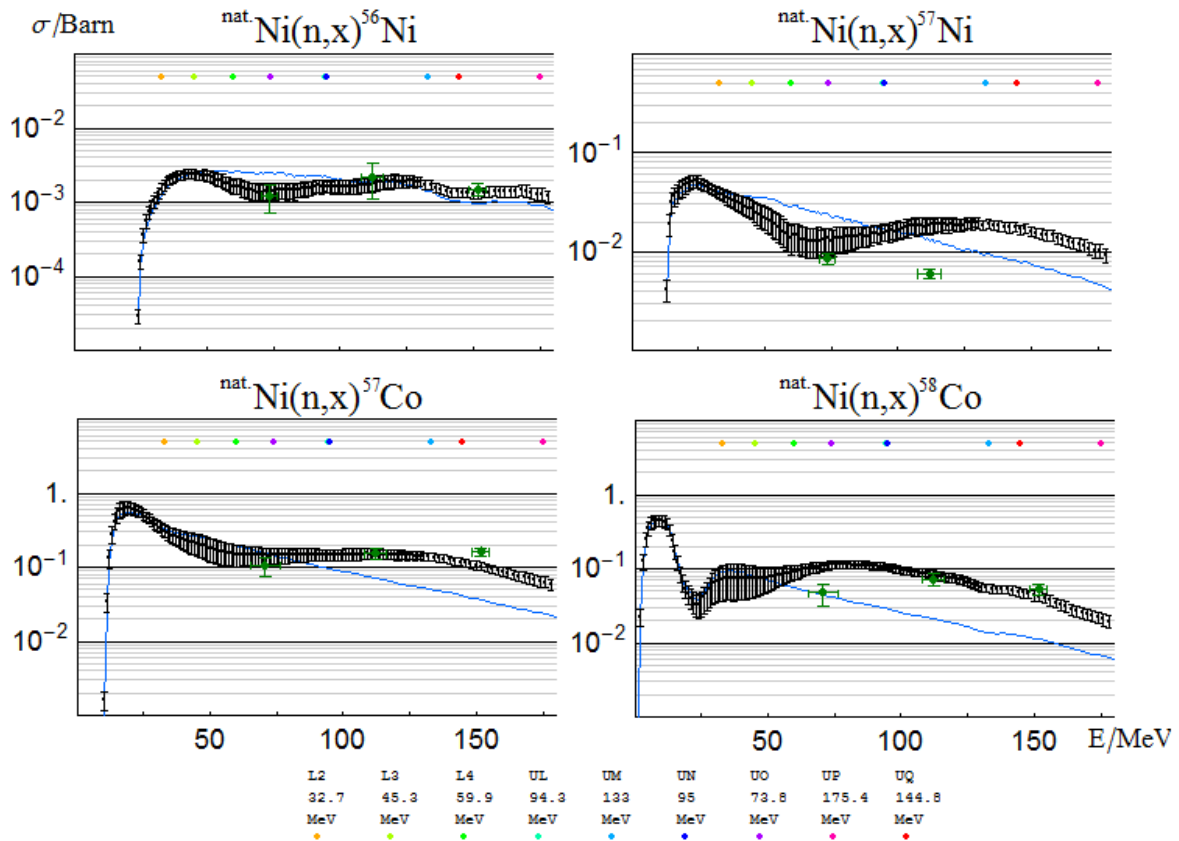 σ/Barn
nat.Ni(n,x)56Ni
nat.Ni(n,x)57Ni
10-2
10-3
10-4
10-1
10-2
nat.Ni(n,x)57Co
nat.Ni(n,x)58Co
1.
10-1
10-2
1.
10-1
10-2
50 100 150
50 100 150 E/MeV
L2 L3 L4 UL UM UN UO UP UQ
32.7 45.3 59.9 94.3 133 95 73.8 175.4 144.8
MeV MeV MeV MeV MeV MeV MeV MeV MeV